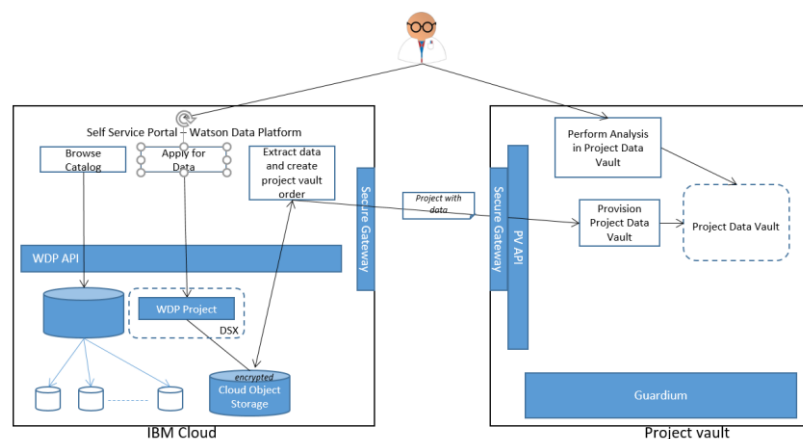 Self Service Portal – Watson Data Platform
Browse
Catalog
Apply for
Data
Extract data
and create
project vault
order
Secure Gateway
Project with
data
Secure Gateway
PV API
Perform Analysis
in Project Data
Vault
Provision
Project Data
Vault
Project Data Vault
WDP API
WDP Project
DSX
encrypted
Cloud Object
Storage
Guardium
IBM Cloud
Project vault